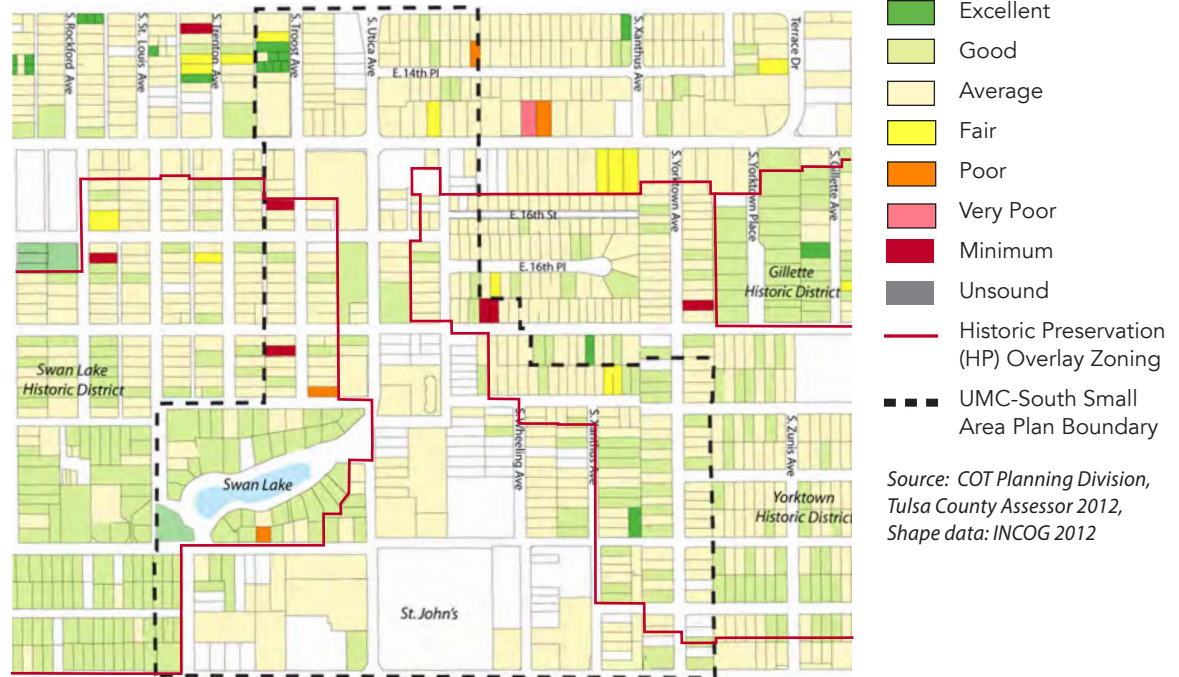 S. Rockford Ave
S. St. Louis Ave
S. Trenton Ave
S. Troost Ave
S. Utica Ave
S. Xanthus Ave
Terrace Dr
E. 14th Pl
E. 16th St
E. 16th Pl
S. Yorktown Ave
S. Yorktown Place
S. Gillette Ave
Gillette
Historic District
Swan Lake
Historic District
Swan Lake
S. Wheeling Ave
S. Xanthus Ave
S. Zunis Ave
Yorktown
Historic District
St. John's
Excellent
Good
Average
Fair
Poor
Very Poor
Minimum
Unsound
Historic Preservation
(HP) Overlay Zoning
UMC-South Small
Area Plan Boundary
Source: COT Planning Division,
Tulsa County Assessor 2012,
Shape data: INCOG 2012